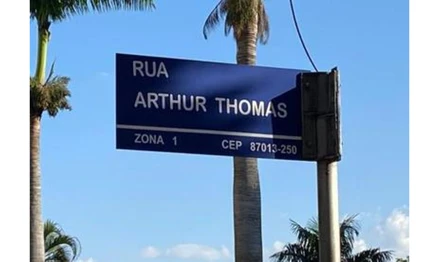 RUA
ARTHUR THOMAS
ZONA 1 CEP 87013-250